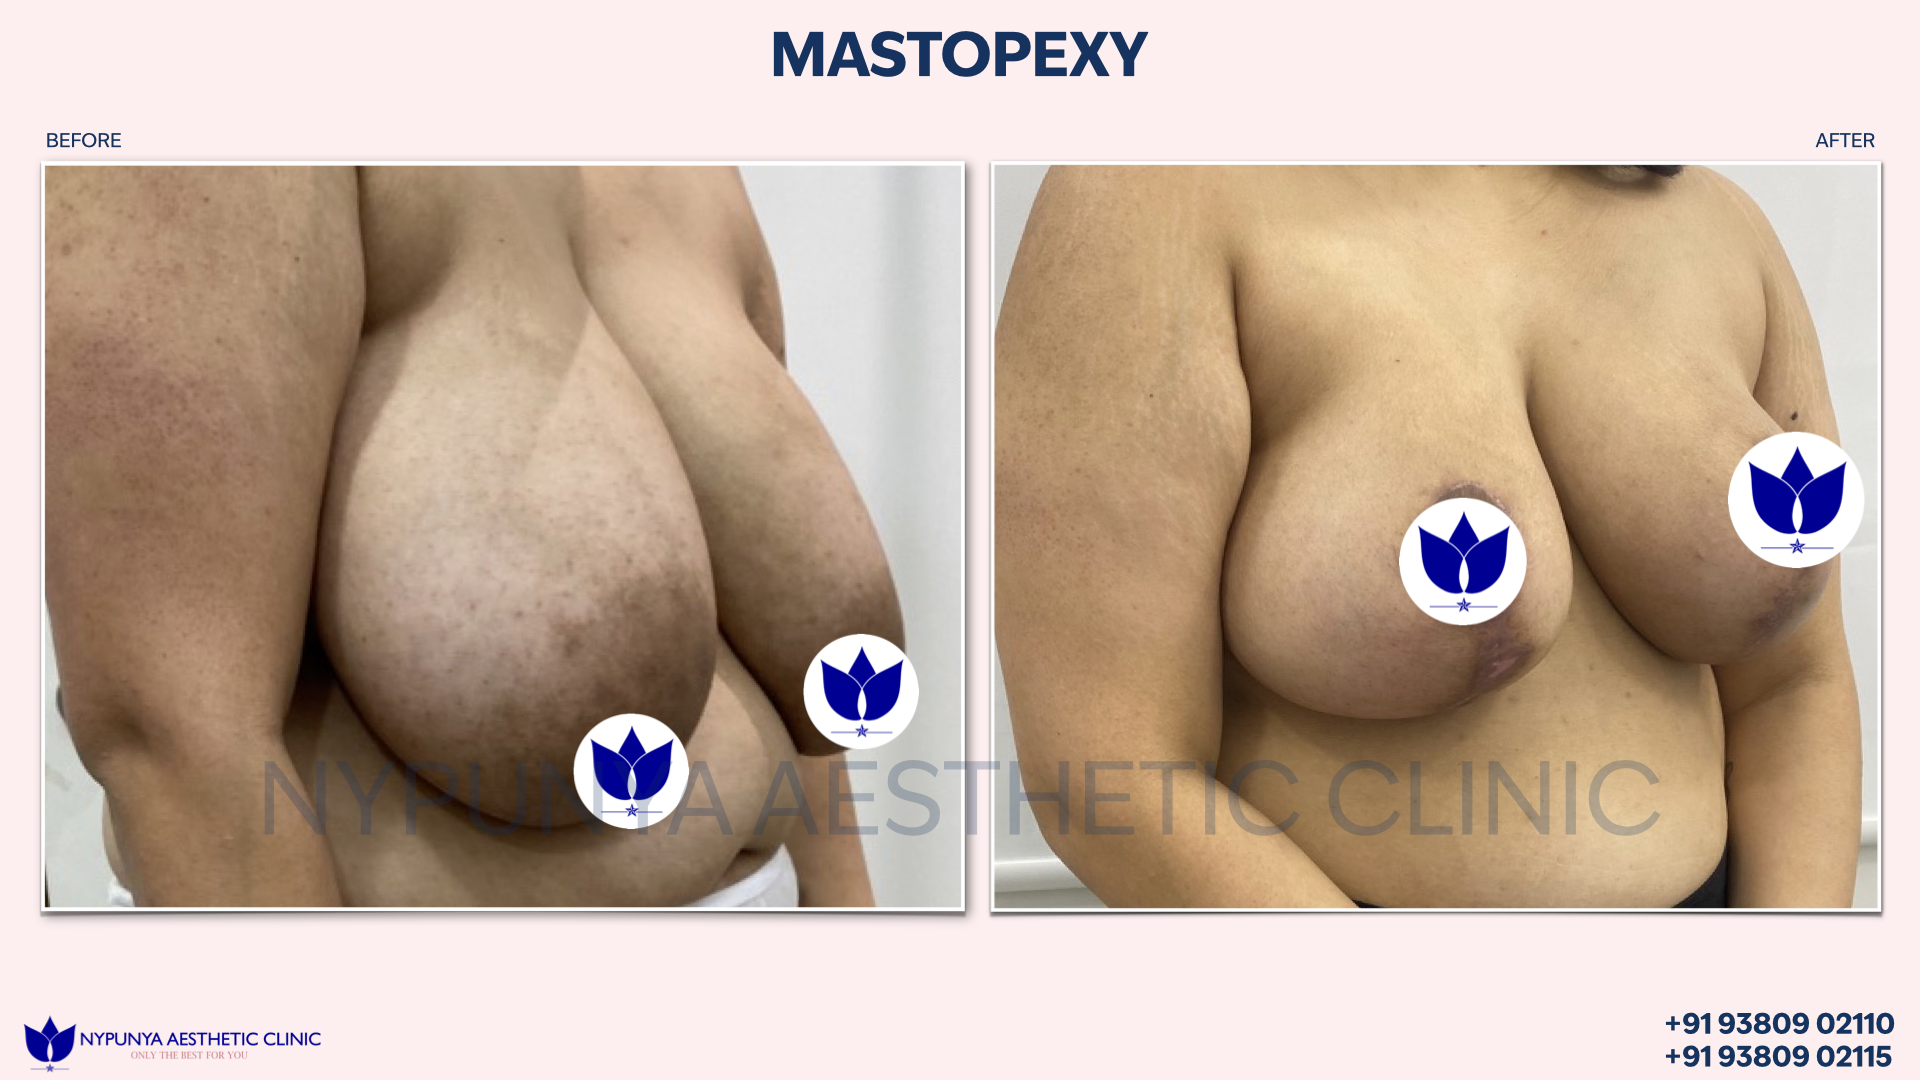 MASTOPEXY
BEFORE
AFTER
NYPUNYA AESTHETIC CLINIC
NYPUNYA AESTHETIC CLINIC
ONLY THE BEST FOR YOU
+91 93809 02110
+91 93809 02115